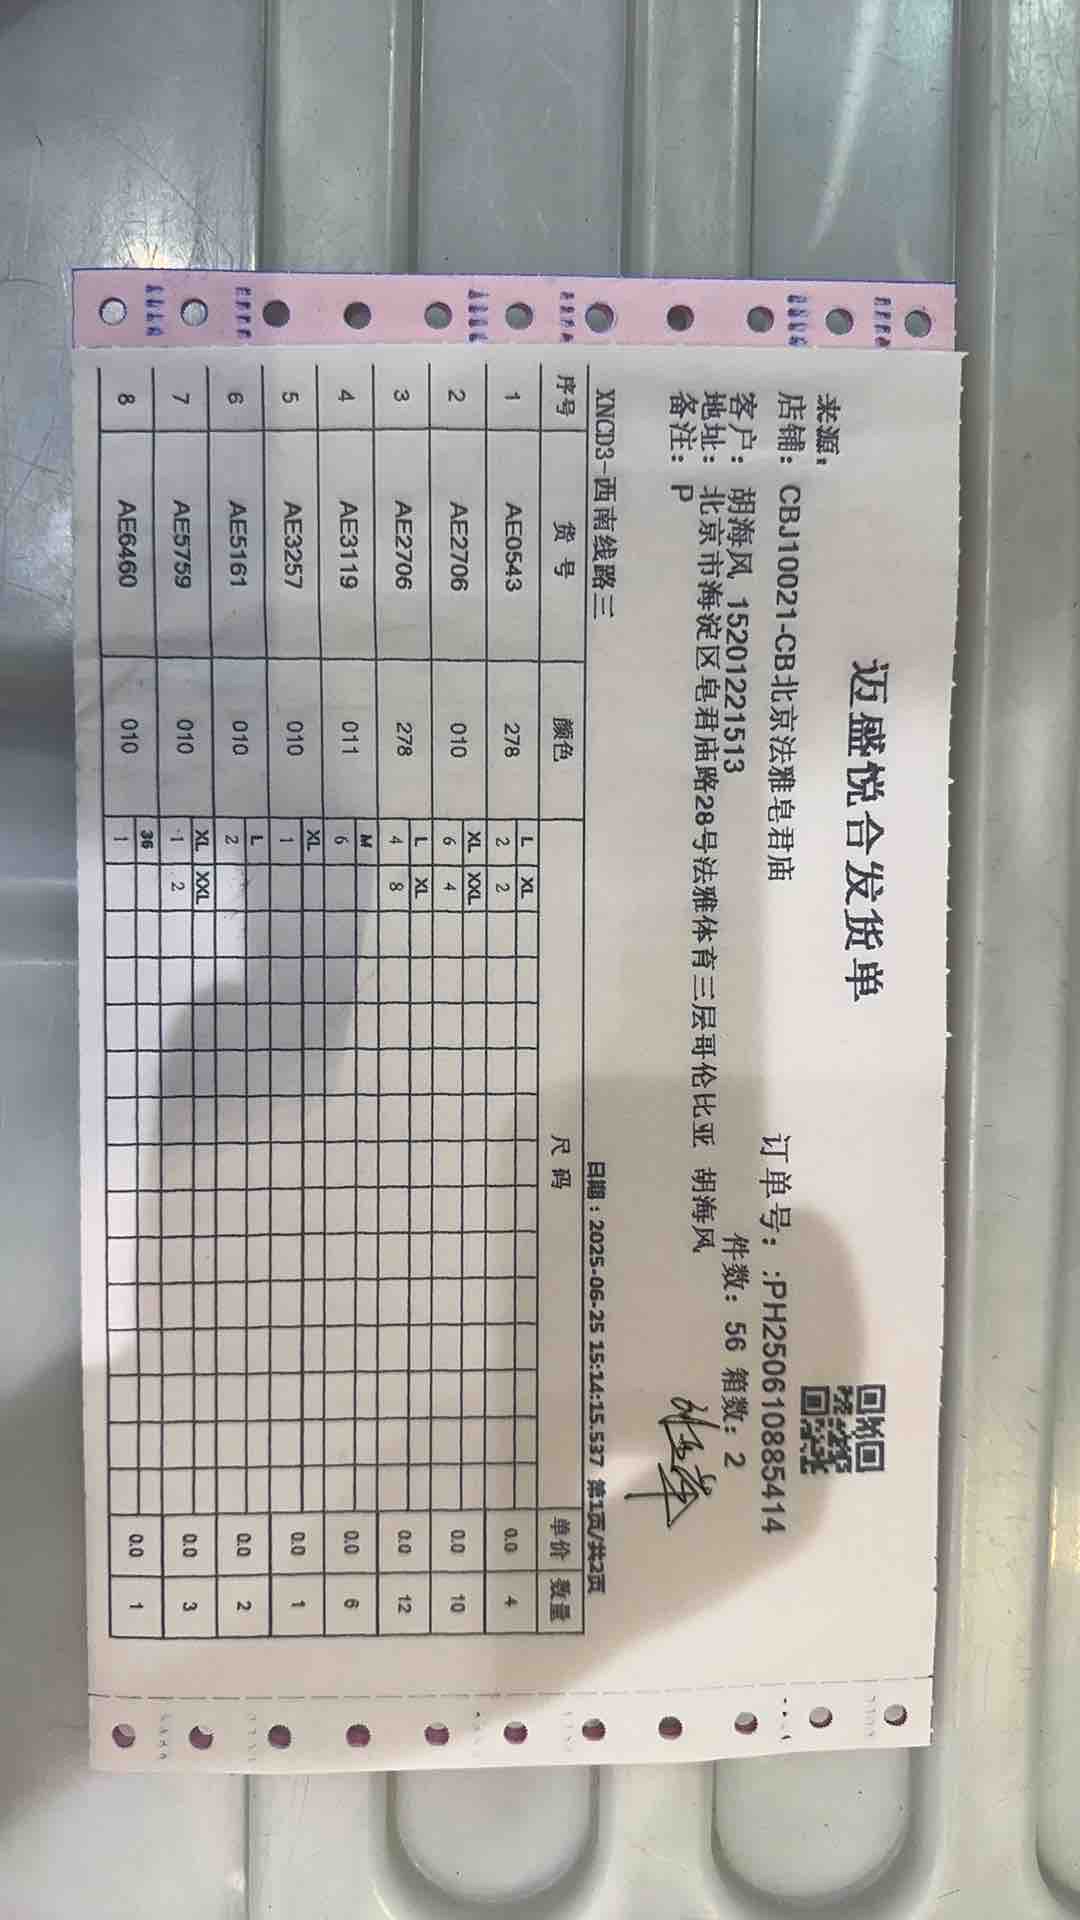 迈盛悦合发货单
来源:
店铺: CBJ10021-CB北京法雅皂君庙 订单号: :PH250610885414
客户: 胡海风 15201221513 件数: 56 箱数: 2
地址: 北京市海淀区皂君庙路28号法雅体育三层哥伦比亚 胡海风
备注: P
XNCD3-西南线路三 日期:2025-06-25 15:14:15.537 第1页/共2页
序号 货号 颜色 尺码 单价 数量
L XL
1 AE0543 278 2 2 0.0 4
XL XXL
2 AE2706 010 6 4 0.0 10
L XL
3 AE2706 278 4 8 0.0 12
M
4 AE3119 011 6 0.0 6
XL
5 AE3257 010 1 0.0 1
L
6 AE5161 010 2 0.0 2
XL XXL
7 AE5759 010 1 2 0.0 3
36
8 AE6460 010 1 0.0 1